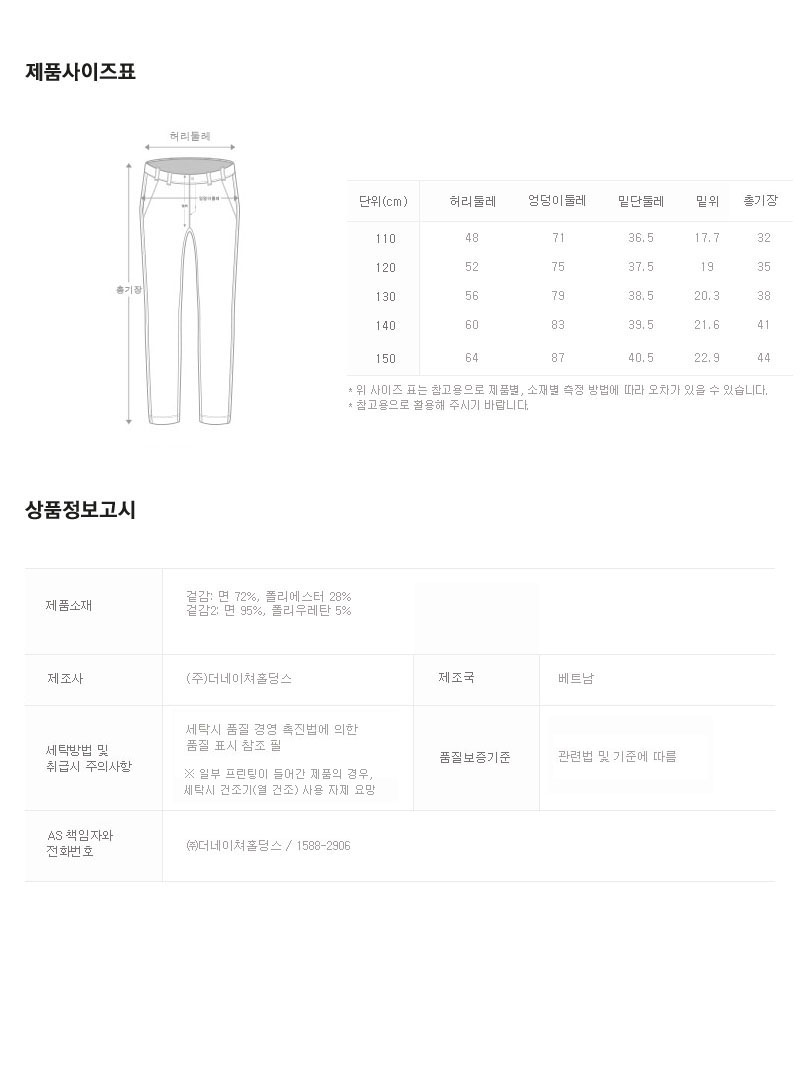 제품사이즈표
허리둘레
엉덩이둘레
밑위
총기장
단위(cm) 허리둘레 엉덩이둘레 밑단둘레 밑위 총기장
110 48 71 36.5 17.7 32
120 52 75 37.5 19 35
130 56 79 38.5 20.3 38
140 60 83 39.5 21.6 41
150 64 87 40.5 22.9 44
* 위 사이즈 표는 참고용으로 제품별, 소재별 측정 방법에 따라 오차가 있을 수 있습니다.
* 참고용으로 활용해 주시기 바랍니다.
상품정보고시
제품소재
겉감: 면 72%, 폴리에스터 28%
겉감2: 면 95%, 폴리우레탄 5%
제조사 (주)더네이쳐홀딩스 제조국 베트남
세탁방법 및
취급시 주의사항
세탁시 품질 경영 촉진법에 의한
품질 표시 참조 필
※ 일부 프린팅이 들어간 제품의 경우,
세탁시 건조기(열 건조) 사용 자제 요망
품질보증기준 관련법 및 기준에 따름
AS 책임자와
전화번호
㈜더네이쳐홀딩스 / 1588-2906